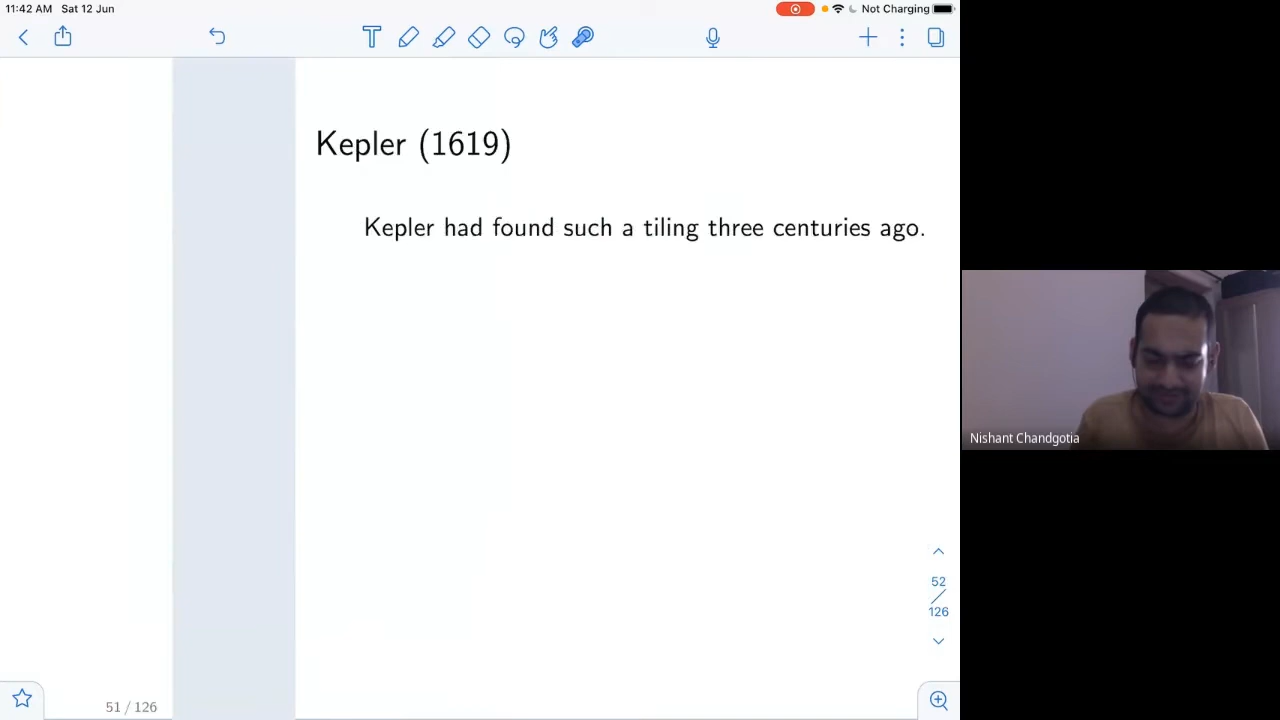 11:42 AM Sat 12 Jun
Not Charging
Kepler (1619)
Kepler had found such a tiling three centuries ago.
Nishant Chandgotia
52
126
51 / 126